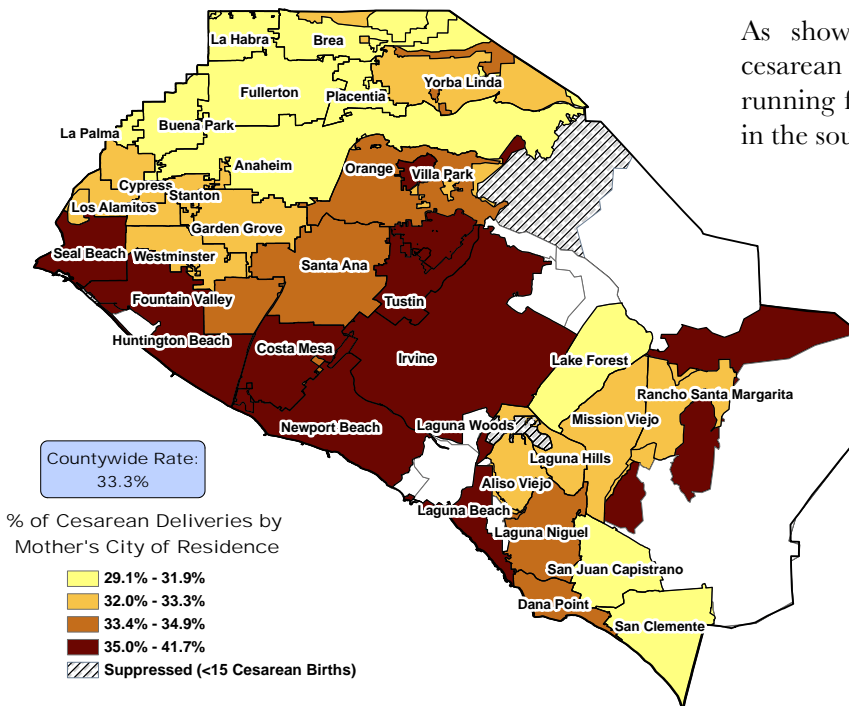 As show
cesarean
running f
in the sou
La Habra
Brea
Yorba Linda
Fullerton
Placentia
La Palma
Buena Park
Anaheim
Orange
Villa Park
Cypress
Stanton
Los Alamitos
Garden Grove
Seal Beach
Westminster
Santa Ana
Fountain Valley
Tustin
Huntington Beach
Costa Mesa
Irvine
Lake Forest
Rancho Santa Margarita
Mission Viejo
Newport Beach
Laguna Woods
Laguna Hills
Aliso Viejo
Laguna Beach
Laguna Niguel
San Juan Capistrano
Dana Point
San Clemente
Countywide Rate:
33.3%
% of Cesarean Deliveries by
Mother's City of Residence
29.1% - 31.9%
32.0% - 33.3%
33.4% - 34.9%
35.0% - 41.7%
Suppressed (<15 Cesarean Births)